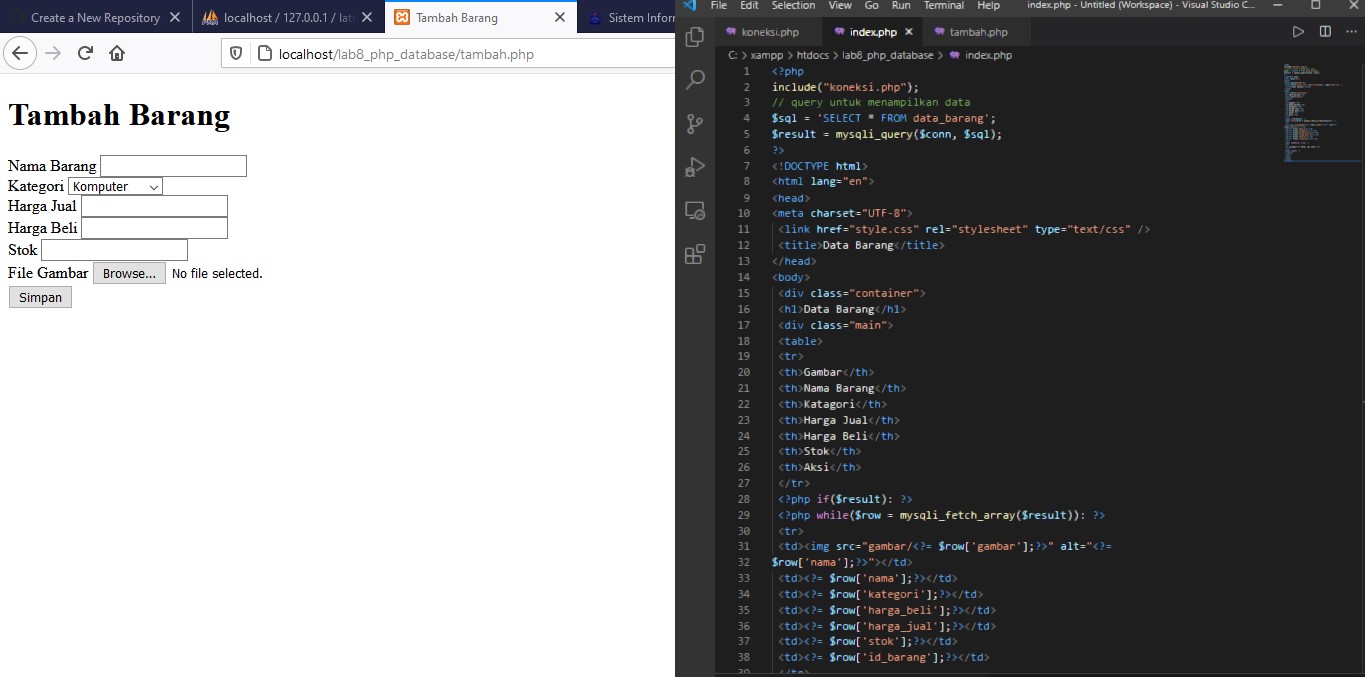 Create a New Repository
localhost / 127.0.0.1 / lat
Tambah Barang
Sistem Infor
localhost/lab8_php_database/tambah.php
Tambah Barang
Nama Barang
Kategori Komputer
Harga Jual
Harga Beli
Stok
File Gambar Browse... No file selected.
Simpan
File Edit Selection View Go Run Terminal Help index.php - Untitled (Workspace) - Visual Studio C...
koneksi.php index.php tambah.php
C: > xampp > htdocs > lab8_php_database > index.php
1 <?php
2 include("koneksi.php");
3 // query untuk menampilkan data
4 $sql = 'SELECT * FROM data_barang';
5 $result = mysqli_query($conn, $sql);
6 ?>
7 <!DOCTYPE html>
8 <html lang="en">
9 <head>
10 <meta charset="UTF-8">
11 <link href="style.css" rel="stylesheet" type="text/css" />
12 <title>Data Barang</title>
13 </head>
14 <body>
15 <div class="container">
16 <h1>Data Barang</h1>
17 <div class="main">
18 <table>
19 <tr>
20 <th>Gambar</th>
21 <th>Nama Barang</th>
22 <th>Katagori</th>
23 <th>Harga Jual</th>
24 <th>Harga Beli</th>
25 <th>Stok</th>
26 <th>Aksi</th>
27 </tr>
28 <?php if($result): ?>
29 <?php while($row = mysqli_fetch_array($result)): ?>
30 <tr>
31 <td><img src="gambar/<?= $row['gambar'];?>" alt="<?=
32 $row['nama'];?>"></td>
33 <td><?= $row['nama'];?></td>
34 <td><?= $row['kategori'];?></td>
35 <td><?= $row['harga_beli'];?></td>
36 <td><?= $row['harga_jual'];?></td>
37 <td><?= $row['stok'];?></td>
38 <td><?= $row['id_barang'];?></td>
39 </tr>